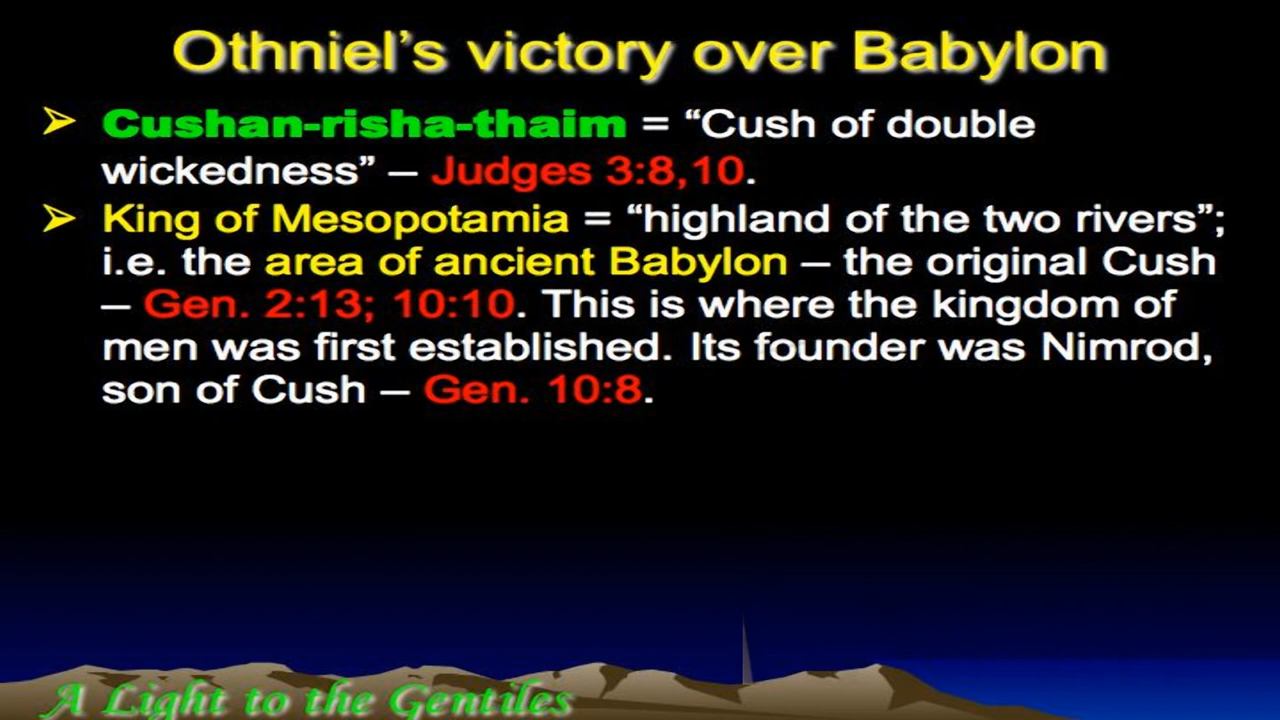 Othniel’s victory over Babylon
➢ Cushan-risha-thaim = “Cush of double
wickedness” – Judges 3:8,10.
➢ King of Mesopotamia = “highland of the two rivers”;
i.e. the area of ancient Babylon – the original Cush
– Gen. 2:13; 10:10. This is where the kingdom of
men was first established. Its founder was Nimrod,
son of Cush – Gen. 10:8.
A Light to the Gentiles